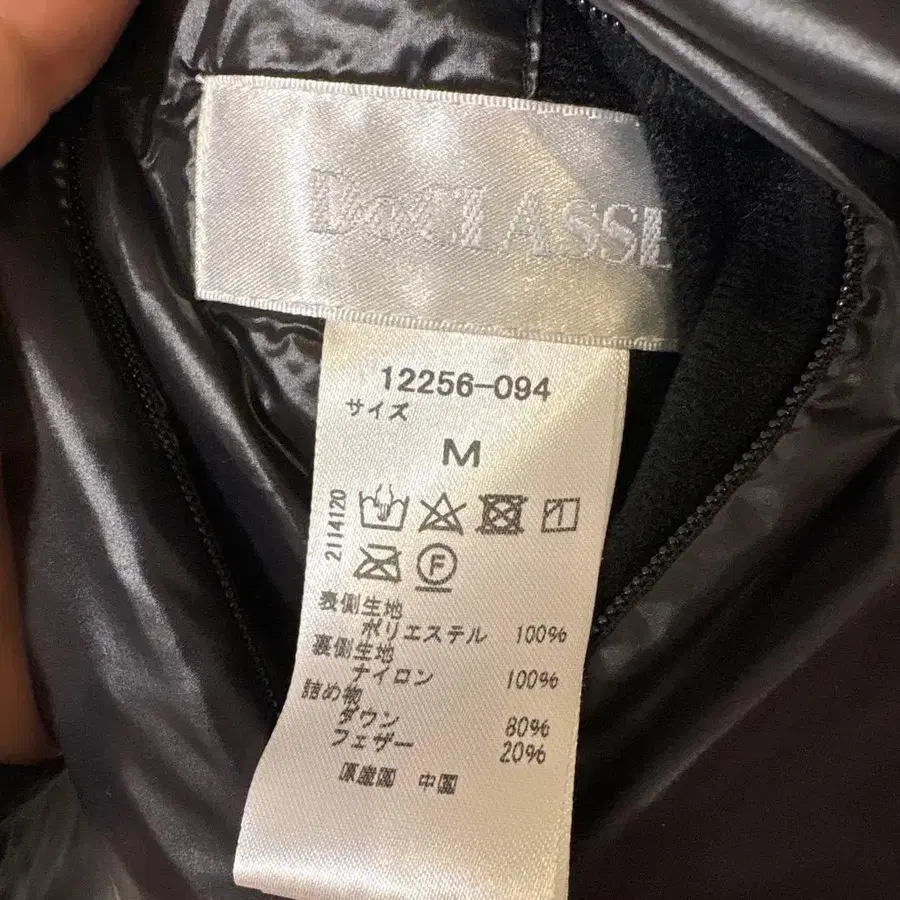 DoCLASSE
12256-094
サイズ
M
2114120
F
表側生地
ポリエステル 100%
裏側生地
ナイロン 100%
詰め物
ダウン 80%
フェザー 20%
原産国 中国